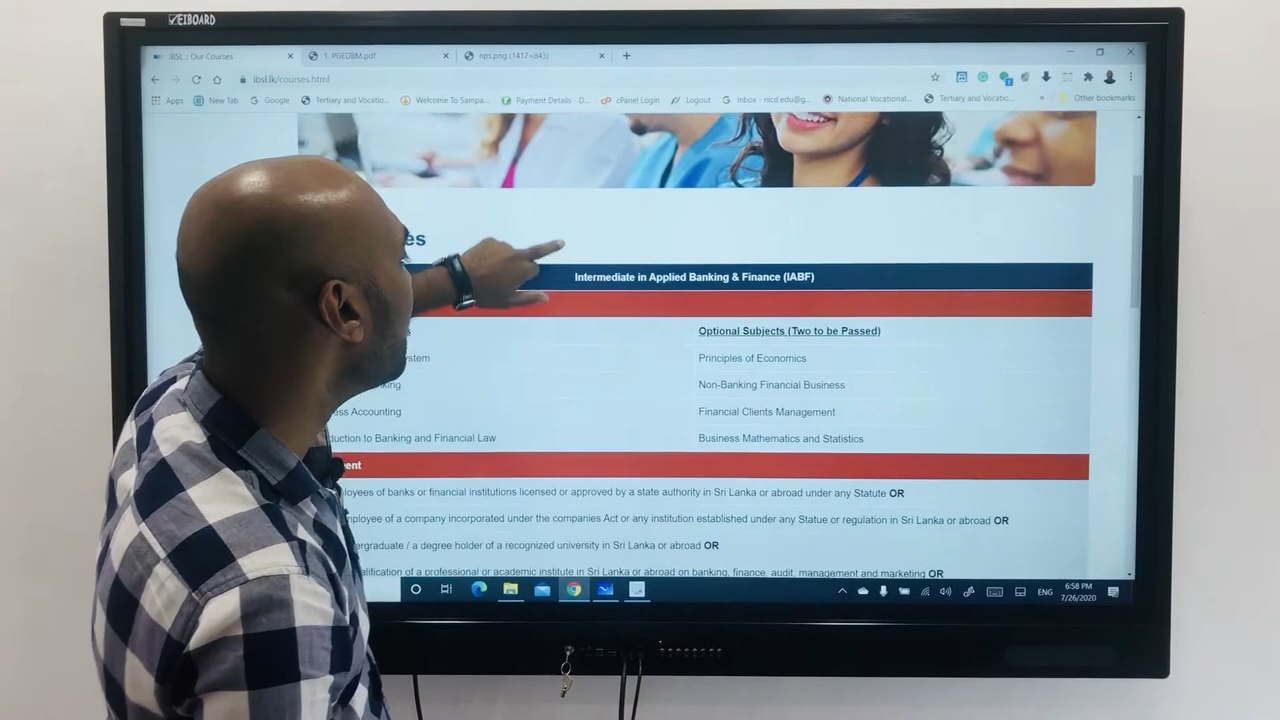 EIBOARD
IBSL :: Our Courses
1. PGEDBM.pdf
nps.png (1417×843)
ibsl.lk/courses.html
Apps
New Tab
Google
Tertiary and Vocatio...
Welcome To Sampa...
Payment Details - D...
cPanel Login
Logout
Inbox - nicd.edu@g...
National Vocational...
Tertiary and Vocatio...
»
Other bookmarks
es
Intermediate in Applied Banking & Finance (IABF)
Optional Subjects (Two to be Passed)
ystem
Principles of Economics
king
Non-Banking Financial Business
ess Accounting
Financial Clients Management
duction to Banking and Financial Law
Business Mathematics and Statistics
ent
ployees of banks or financial institutions licensed or approved by a state authority in Sri Lanka or abroad under any Statute OR
mployee of a company incorporated under the companies Act or any institution established under any Statue or regulation in Sri Lanka or abroad OR
ergraduate / a degree holder of a recognized university in Sri Lanka or abroad OR
alification of a professional or academic institute in Sri Lanka or abroad on banking, finance, audit, management and marketing OR
ENG
6:58 PM
7/26/2020